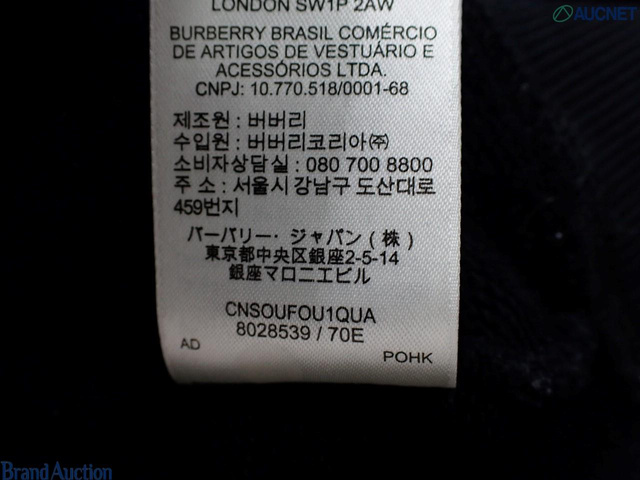 LONDON SW1P 2AW
BURBERRY BRASIL COMÉRCIO
DE ARTIGOS DE VESTUÁRIO E
ACESSÓRIOS LTDA.
CNPJ: 10.770.518/0001-68
제조원 : 버버리
수입원 : 버버리코리아㈜
소비자상담실 : 080 700 8800
주 소 : 서울시 강남구 도산대로
459번지
バーバリー・ジャパン(株)
東京都中央区銀座2-5-14
銀座マロニエビル
CNSOUFOU1QUA
8028539 / 70E
AD
POHK
AUCNET
Brand Auction